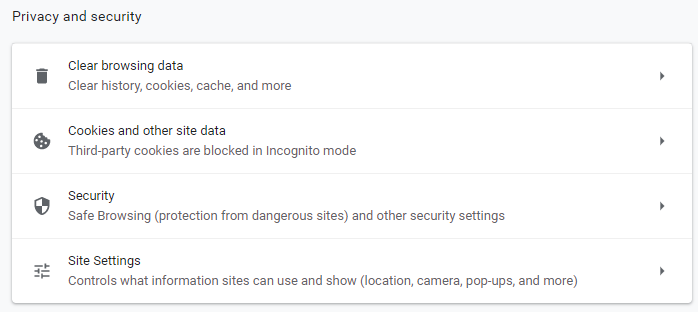 Privacy and security
Clear browsing data
Clear history, cookies, cache, and more
Cookies and other site data
Third-party cookies are blocked in Incognito mode
Security
Safe Browsing (protection from dangerous sites) and other security settings
Site Settings
Controls what information sites can use and show (location, camera, pop-ups, and more)